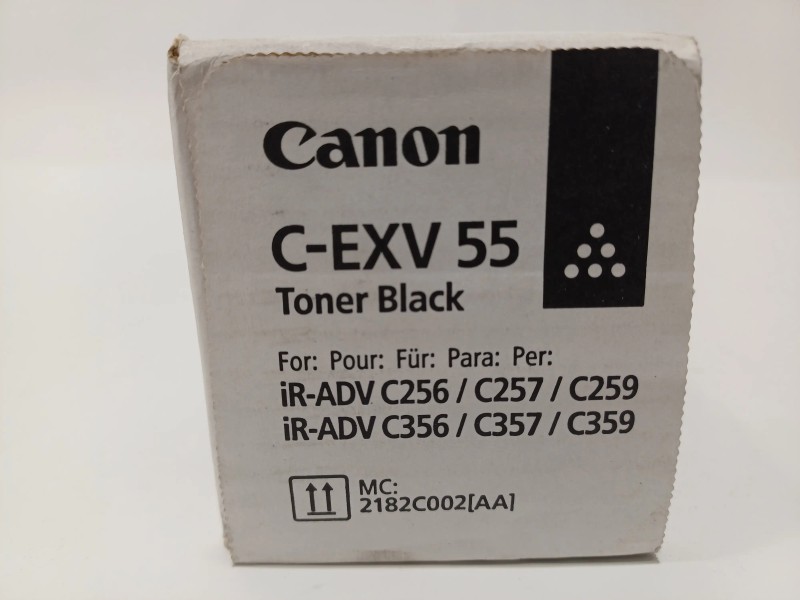 Canon
C-EXV 55
Toner Black
For: Pour: Für: Para: Per:
iR-ADV C256 / C257 / C259
iR-ADV C356 / C357 / C359
MC:
2182C002[AA]